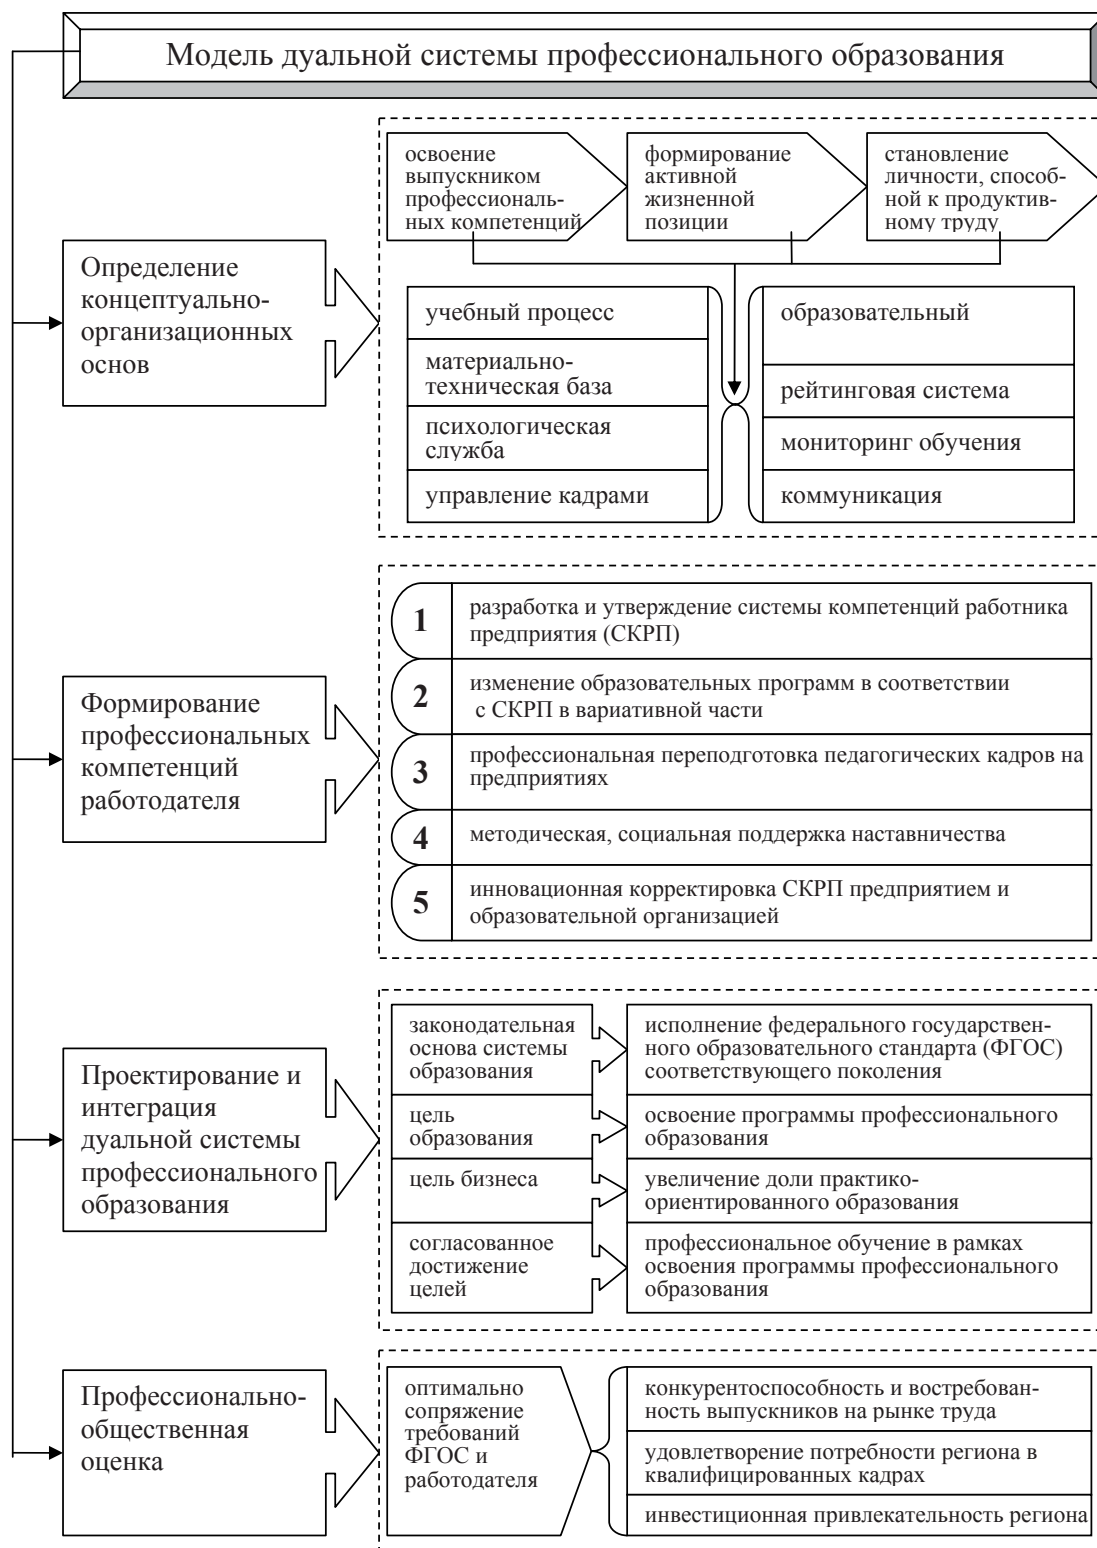 Модель дуальной системы профессионального образования
освоение
выпускником
профессиональ-
ных компетенций
формирование
активной
жизненной
позиции
становление
личности, способ-
ной к продуктив-
ному труду
Определение
концептуально-
организационных
основ
учебный процесс
материально-
техническая база
психологическая
служба
управление кадрами
образовательный
рейтинговая система
мониторинг обучения
коммуникация
Формирование
профессиональных
компетенций
работодателя
1
разработка и утверждение системы компетенций работника
предприятия (СКРП)
2
изменение образовательных программ в соответствии
с СКРП в вариативной части
3
профессиональная переподготовка педагогических кадров на
предприятиях
4
методическая, социальная поддержка наставничества
5
инновационная корректировка СКРП предприятием и
образовательной организацией
Проектирование и
интеграция
дуальной системы
профессионального
образования
законодательная
основа системы
образования
исполнение федерального государствен-
ного образовательного стандарта (ФГОС)
соответствующего поколения
цель
образования
освоение программы профессионального
образования
цель бизнеса
увеличение доли практико-
ориентированного образования
согласованное
достижение
целей
профессиональное обучение в рамках
освоения программы профессионального
образования
Профессионально-
общественная
оценка
оптимально
сопряжение
требований
ФГОС и
работодателя
конкурентоспособность и востребован-
ность выпускников на рынке труда
удовлетворение потребности региона в
квалифицированных кадрах
инвестиционная привлекательность региона